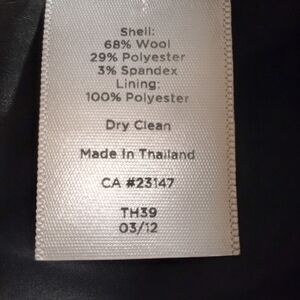 Shell:
68% Wool
29% Polyester
3% Spandex
Lining:
100% Polyester
Dry Clean
Made In Thailand
CA #23147
TH39
03/12